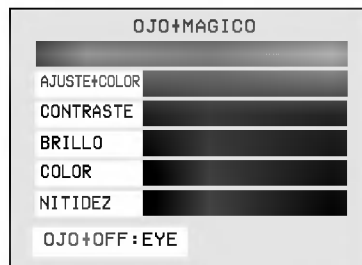 OJO+MAGICO
AJUSTE+COLOR
CONTRASTE
BRILLO
COLOR
NITIDEZ
OJO+OFF:EYE